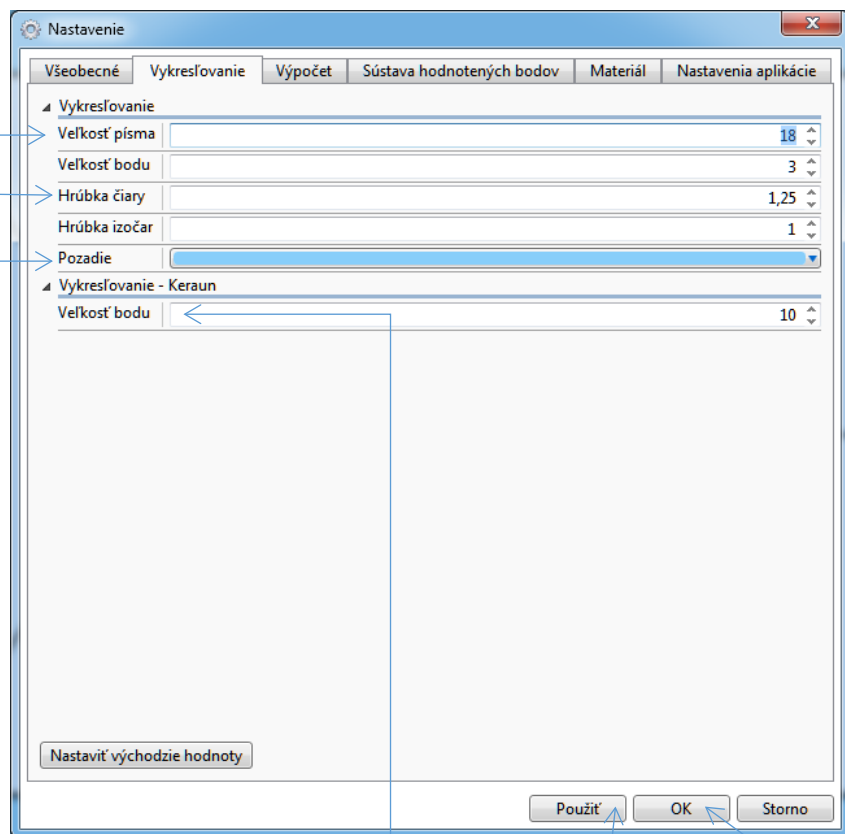 Nastavenie
Všeobecné Vykresľovanie Výpočet Sústava hodnotených bodov Materiál Nastavenia aplikácie
Vykresľovanie
Veľkosť písma 18
Veľkosť bodu 3
Hrúbka čiary 1,25
Hrúbka izočar 1
Pozadie
Vykresľovanie - Keraun
Veľkosť bodu 10
Nastaviť východzie hodnoty
Použiť OK Storno